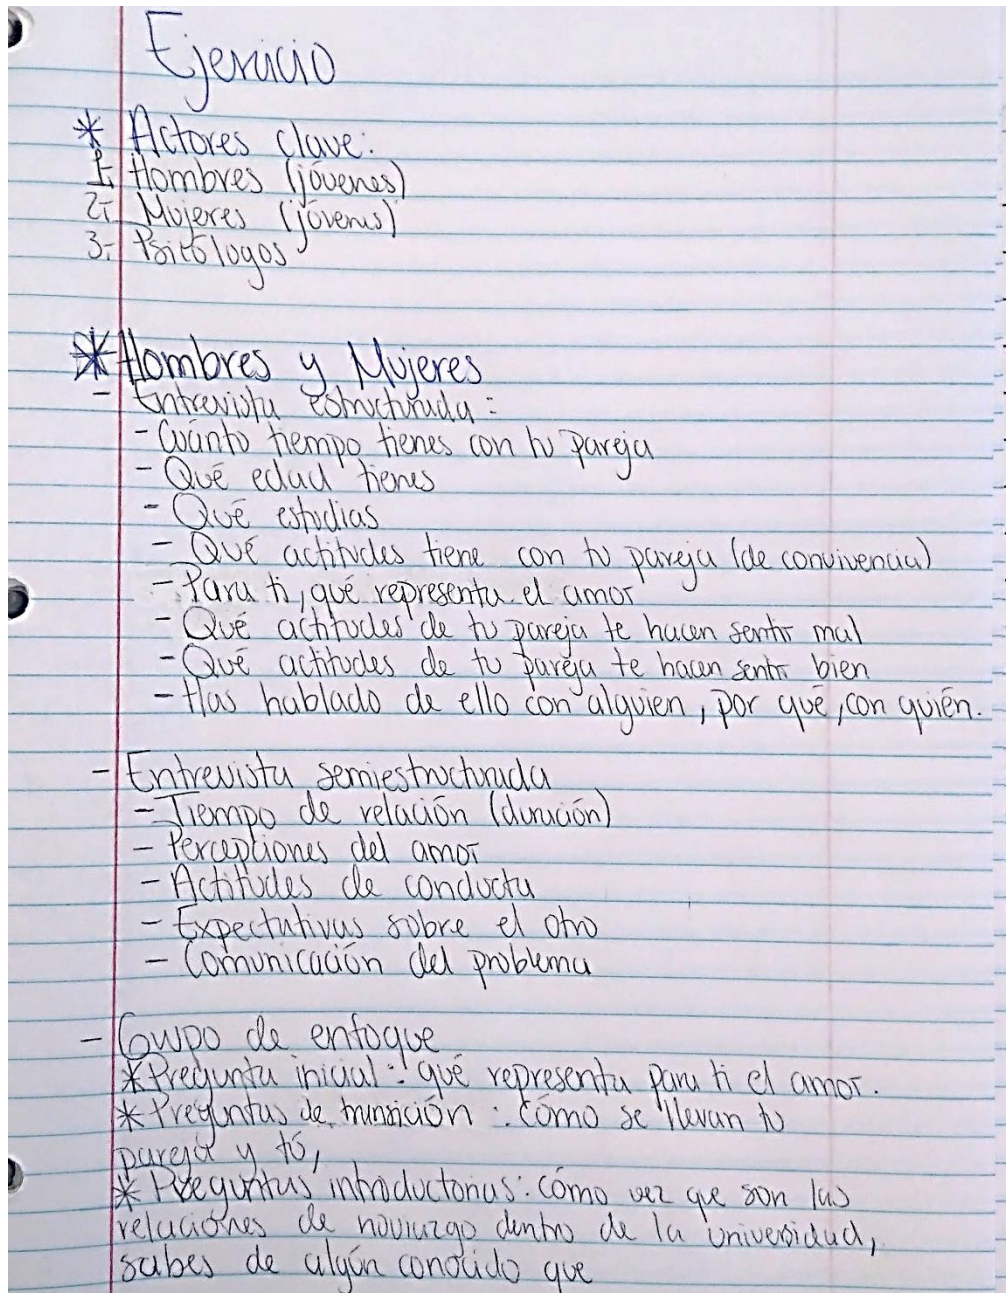 Ejercicio
* Actores clave:
1- Hombres (jóvenes)
2- Mujeres (jóvenes)
3- Psicólogos
* Hombres y Mujeres
- Entrevista estructurada:
- Cuánto tiempo tienes con tu pareja
- Qué edad tienes
- Qué estudias
- Qué actitudes tiene con tu pareja (de convivencia)
- Para ti, qué representa el amor
- Qué actitudes de tu pareja te hacen sentir mal
- Qué actitudes de tu pareja te hacen sentir bien
- Has hablado de ello con alguien, por qué, con quién.
- Entrevista semiestructurada
- Tiempo de relación (duración)
- Percepciones del amor
- Actitudes de conducta
- Expectativas sobre el otro
- Comunicación del problema
- Grupo de enfoque
* Pregunta inicial: qué representa para ti el amor.
* Preguntas de transición: cómo se llevan tu
pareja y tú,
* Preguntas introductorias: cómo vez que son las
relaciones de noviazgo dentro de la universidad,
sabes de algún conocido que